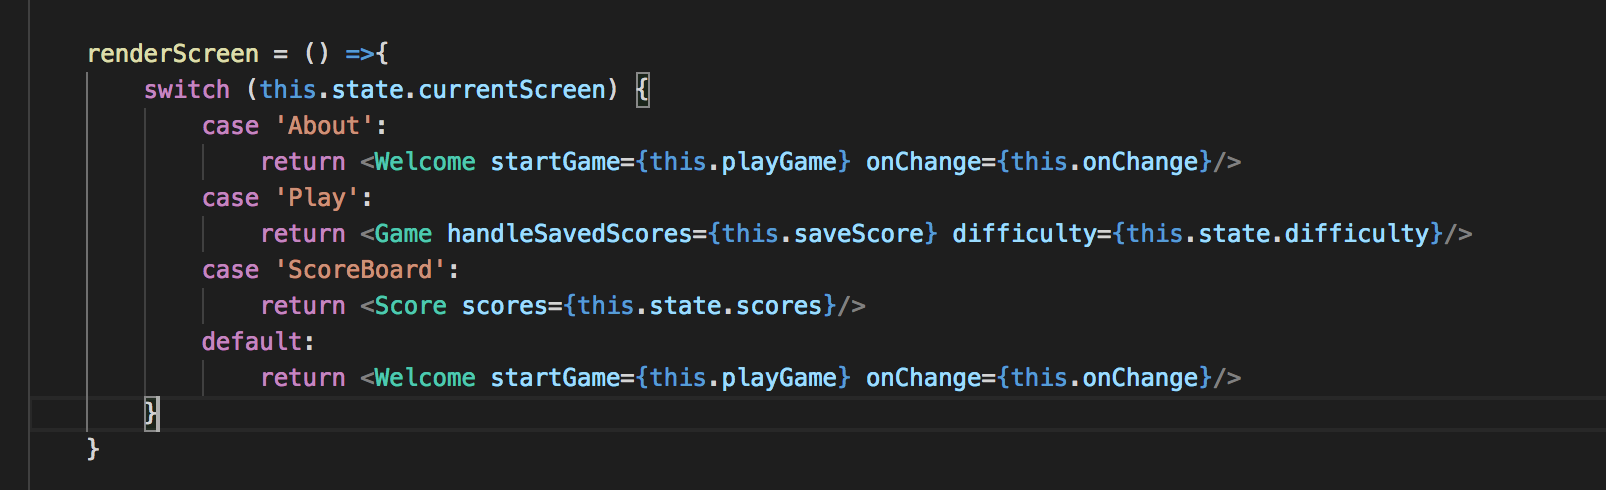 renderScreen = () =>{
switch (this.state.currentScreen) {
case 'About':
return <Welcome startGame={this.playGame} onChange={this.onChange}/>
case 'Play':
return <Game handleSavedScores={this.saveScore} difficulty={this.state.difficulty}/>
case 'ScoreBoard':
return <Score scores={this.state.scores}/>
default:
return <Welcome startGame={this.playGame} onChange={this.onChange}/>
}
}